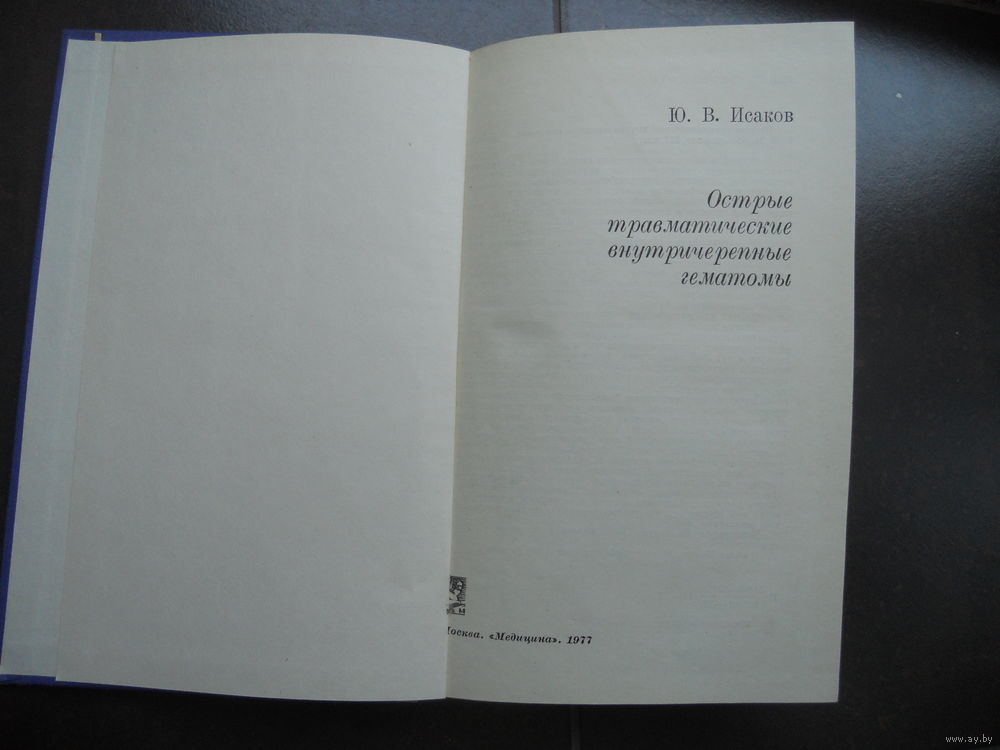 Ю. В. Исаков
Острые
травматические
внутричерепные
гематомы
Москва. «Медицина». 1977
www.ay.by